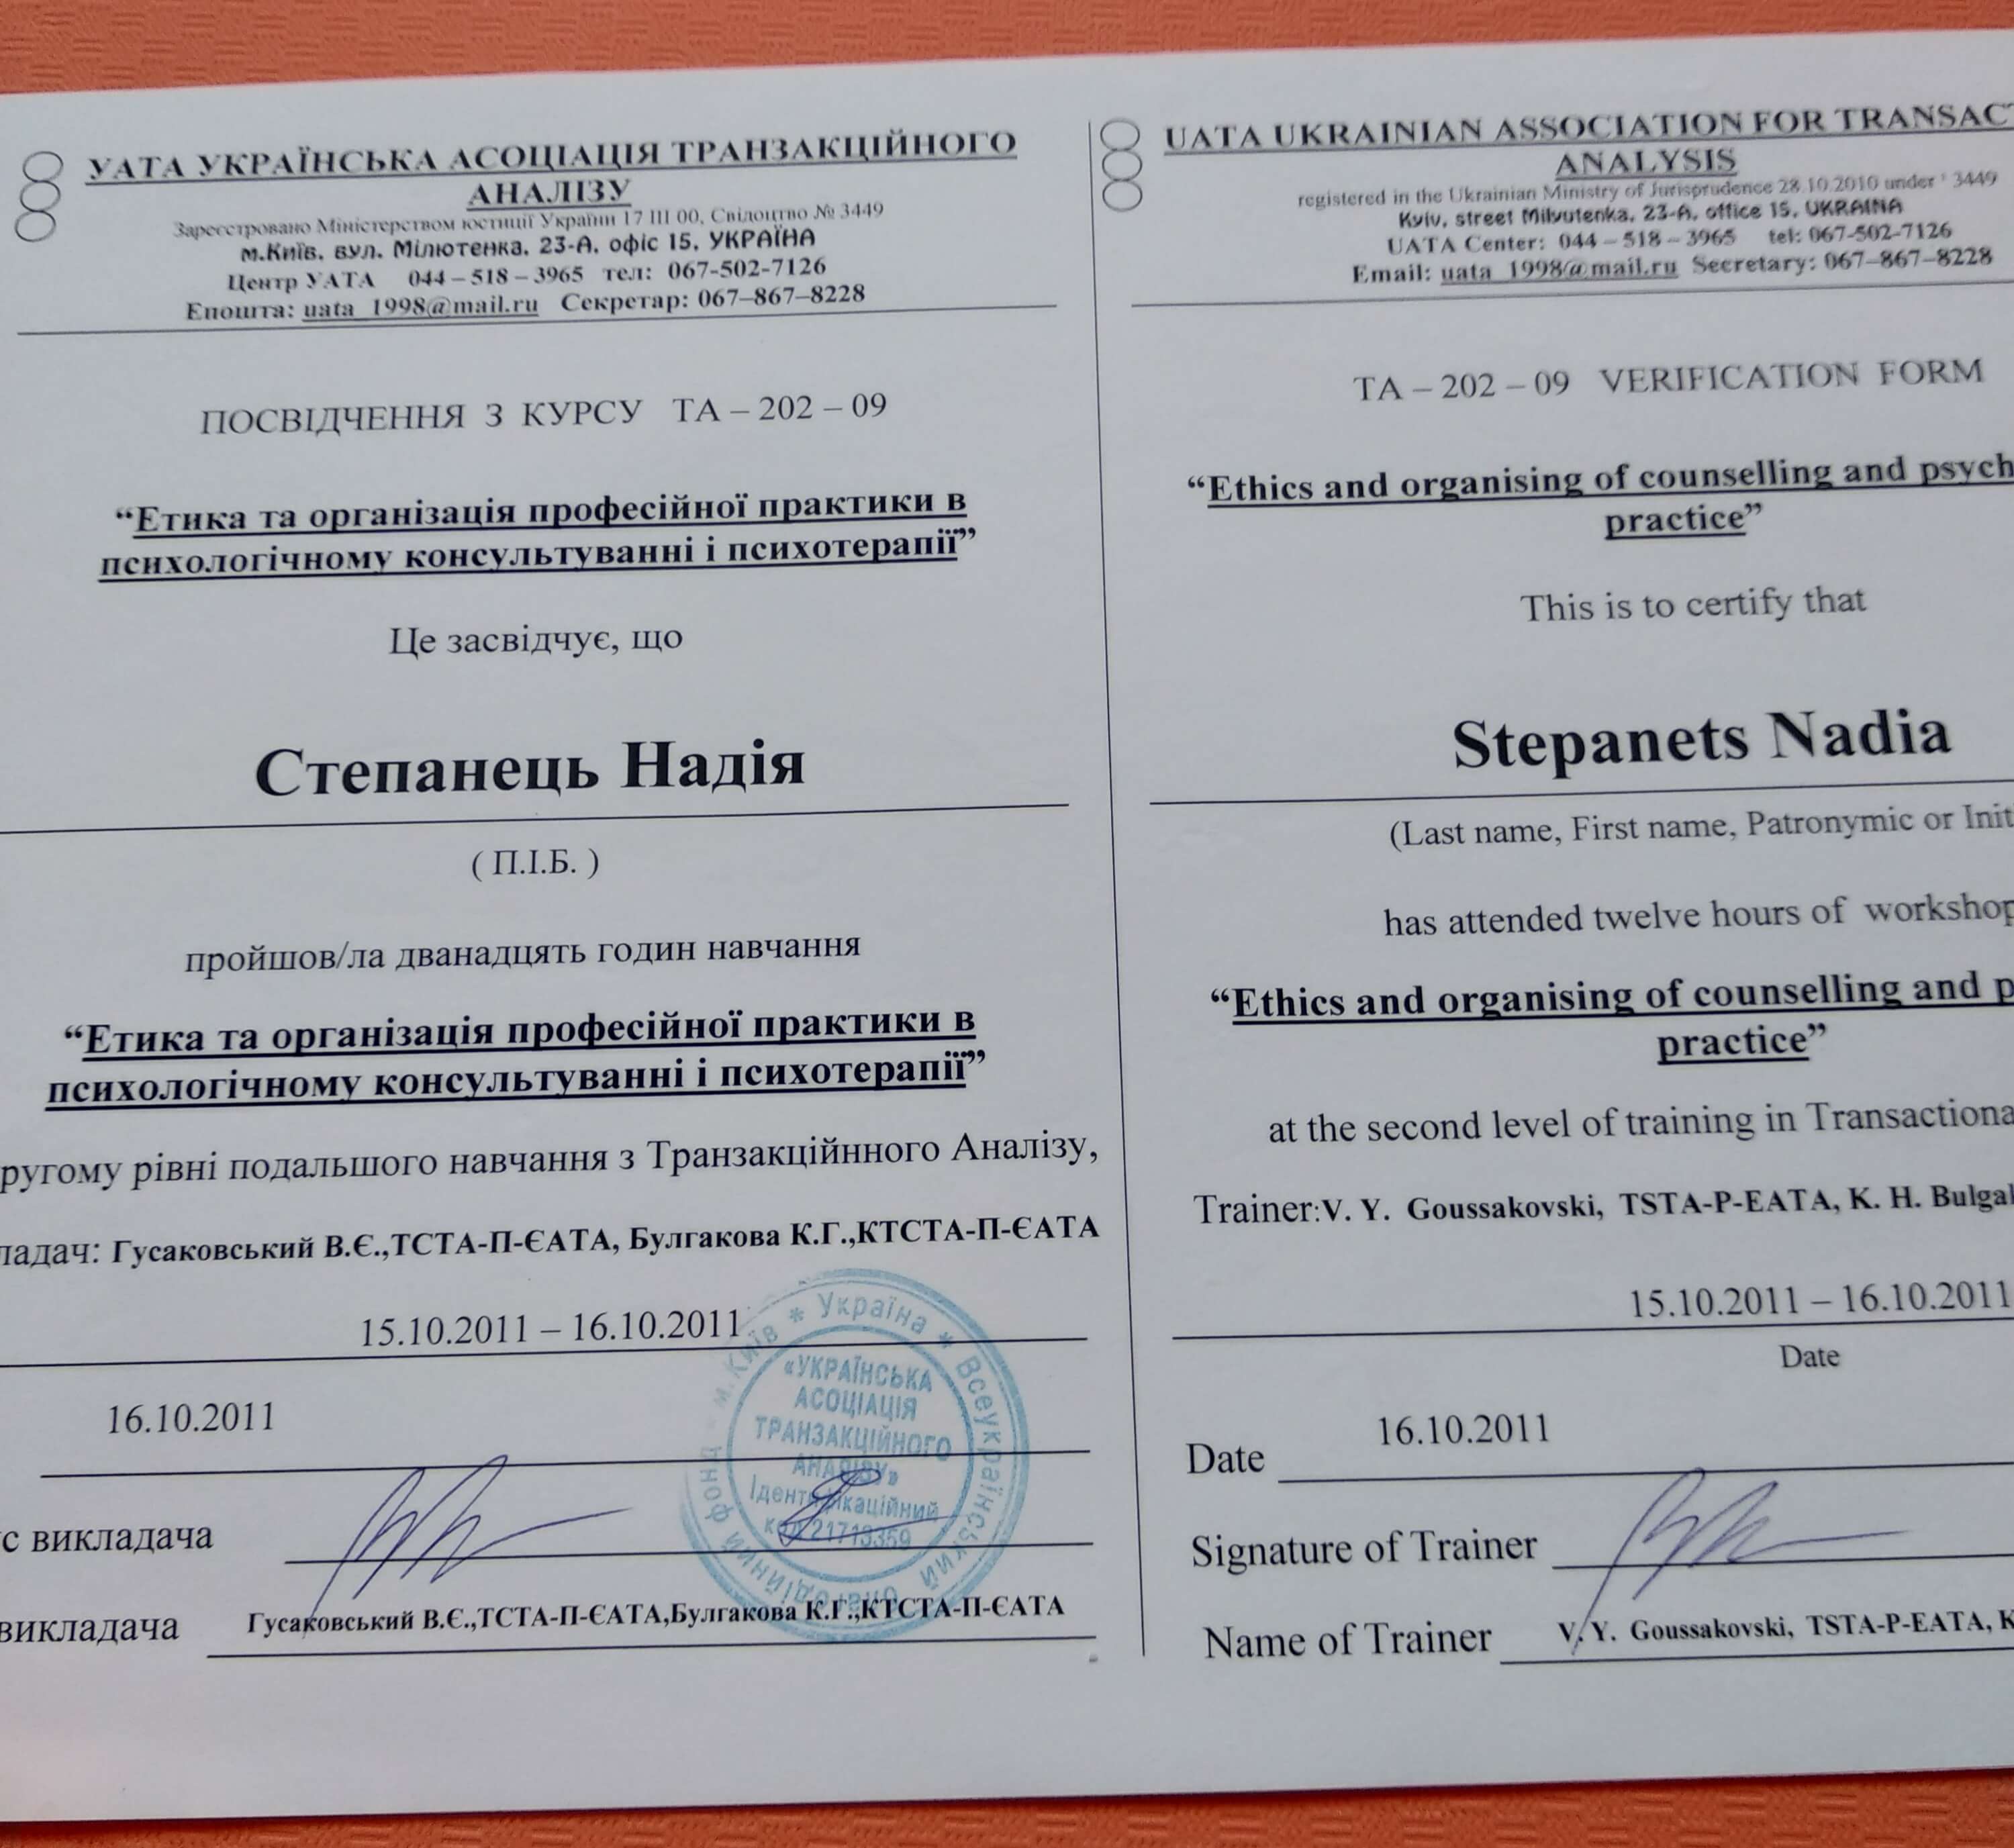 УАТА УКРАЇНСЬКА АСОЦІАЦІЯ ТРАНЗАКЦІЙНОГО
АНАЛІЗУ
Зареєстровано Міністерством юстиції України 17 ІІІ 00, Свідоцтво № 3449
м.Київ, вул. Мілютенка, 23-А, офіс 15, УКРАЇНА
Центр УАТА 044 – 518 – 3965 тел: 067-502-7126
Епошта: uata_1998@mail.ru Секретар: 067–867–8228
ПОСВІДЧЕННЯ З КУРСУ ТА – 202 – 09
“Етика та організація професійної практики в
психологічному консультуванні і психотерапії”
Це засвідчує, що
Степанець Надія
( П.І.Б. )
пройшов/ла дванадцять годин навчання
“Етика та організація професійної практики в
психологічному консультуванні і психотерапії”
ругому рівні подальшого навчання з Транзакційнного Аналізу,
ладач: Гусаковський В.Є.,ТСТА-П-ЄАТА, Булгакова К.Г.,КТСТА-П-ЄАТА
15.10.2011 – 16.10.2011
16.10.2011
с викладача
викладача Гусаковський В.Є.,ТСТА-П-ЄАТА,Булгакова К.Г.,КТСТА-П-ЄАТА
м. Київ * Україна * Всеукраїнський благодійний фонд
«УКРАЇНСЬКА
АСОЦІАЦІЯ
ТРАНЗАКЦІЙНОГО
АНАЛІЗУ»
Ідентифікаційний
код 21719359
UATA UKRAINIAN ASSOCIATION FOR TRANSACT
ANALYSIS
registered in the Ukrainian Ministry of Jurisprudence 28.10.2010 under ' 3449
Kyiv, street Milyutenka, 23-A, office 15, UKRAINA
UATA Center: 044 – 518 – 3965 tel: 067-502-7126
Email: uata_1998@mail.ru Secretary: 067–867–8228
TA – 202 – 09 VERIFICATION FORM
“Ethics and organising of counselling and psych
practice”
This is to certify that
Stepanets Nadia
(Last name, First name, Patronymic or Init
has attended twelve hours of workshop
“Ethics and organising of counselling and p
practice”
at the second level of training in Transactiona
Trainer:V. Y. Goussakovski, TSTA-P-EATA, K. H. Bulgak
15.10.2011 – 16.10.2011
Date
Date 16.10.2011
Signature of Trainer
Name of Trainer V. Y. Goussakovski, TSTA-P-EATA, K